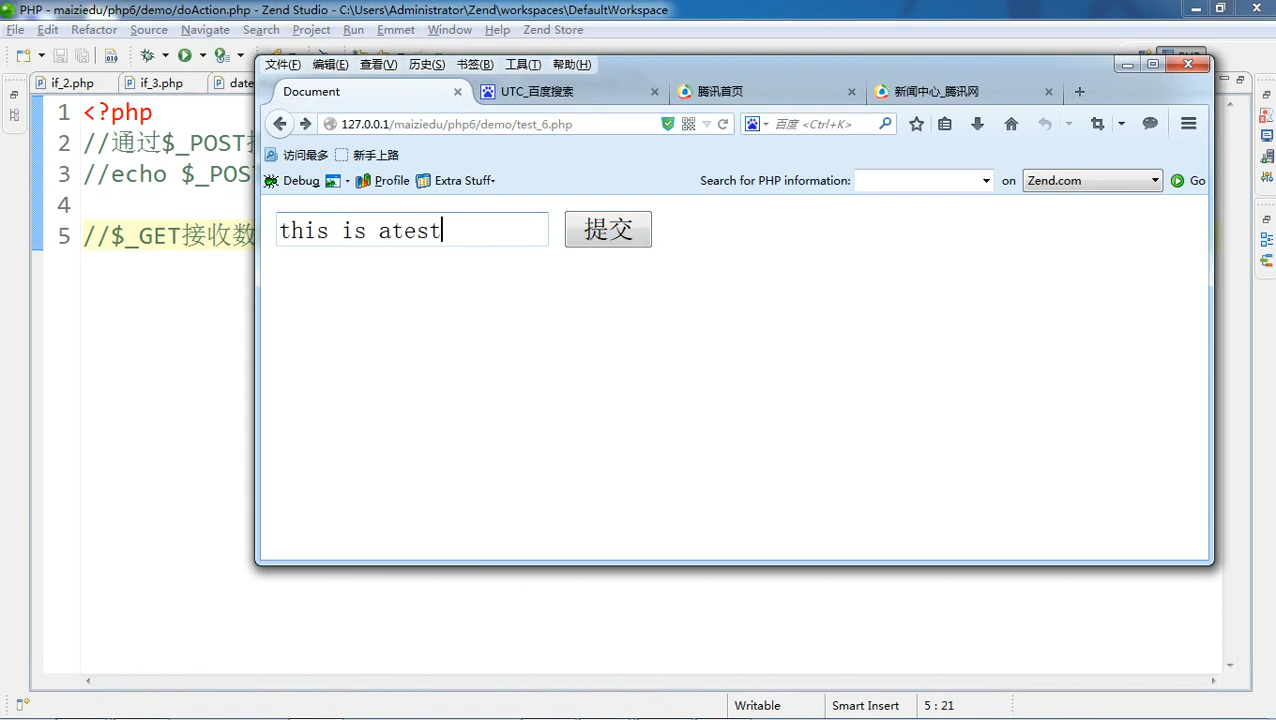 PHP - maiziedu/php6/demo/doAction.php - Zend Studio - C:\Users\Administrator\Zend\workspaces\DefaultWorkspace
File Edit Refactor Source Navigate Search Project Run Emmet Window Help Zend Store
if_2.php if_3.php date
文件(F) 编辑(E) 查看(V) 历史(S) 书签(B) 工具(T) 帮助(H)
Document UTC_百度搜索 腾讯首页 新闻中心_腾讯网
127.0.0.1/maiziedu/php6/demo/test_6.php 百度 <Ctrl+K>
访问最多 新手上路
Debug Profile Extra Stuff Search for PHP information: on Zend.com Go
this is atest 提交
1 <?php
2 //通过$_POST
3 //echo $_POS
4
5 //$_GET接收数
Writable Smart Insert 5 : 21